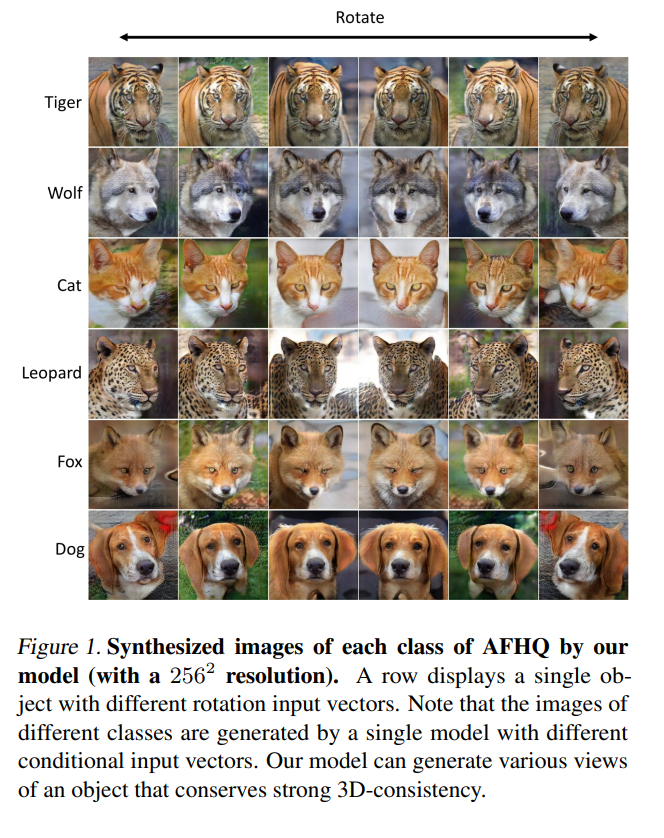 Rotate
Tiger
Wolf
Cat
Leopard
Fox
Dog
Figure 1. Synthesized images of each class of AFHQ by our
model (with a 256² resolution). A row displays a single ob-
ject with different rotation input vectors. Note that the images of
different classes are generated by a single model with different
conditional input vectors. Our model can generate various views
of an object that conserves strong 3D-consistency.